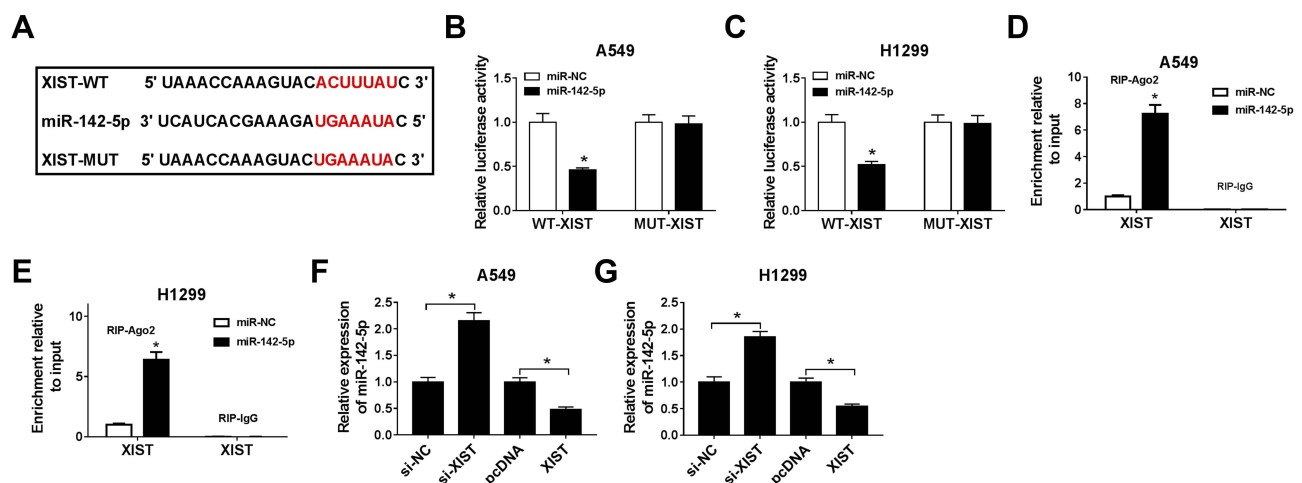 A
XIST-WT 5' UAAACCAAAGUACACUUUAUC 3'
miR-142-5p 3' UCAUCACGAAAGAUGAAAUAC 5'
XIST-MUT 5' UAAACCAAAGUACUGAAAUAC 3'
B
A549
Relative luciferase activity
1.5
1.0
0.5
0.0
miR-NC
miR-142-5p
*
WT-XIST MUT-XIST
C
H1299
Relative luciferase activity
1.5
1.0
0.5
0.0
miR-NC
miR-142-5p
*
WT-XIST MUT-XIST
D
A549
Enrichment relative
to input
10
8
6
4
2
0
RIP-Ago2
*
miR-NC
miR-142-5p
RIP-IgG
XIST XIST
E
H1299
Enrichment relative
to input
10
5
0
RIP-Ago2
*
miR-NC
miR-142-5p
RIP-IgG
XIST XIST
F
A549
Relative expression
of miR-142-5p
2.5
2.0
1.5
1.0
0.5
0.0
*
*
si-NC si-XIST pcDNA XIST
G
H1299
Relative expression
of miR-142-5p
2.5
2.0
1.5
1.0
0.5
0.0
*
*
si-NC si-XIST pcDNA XIST